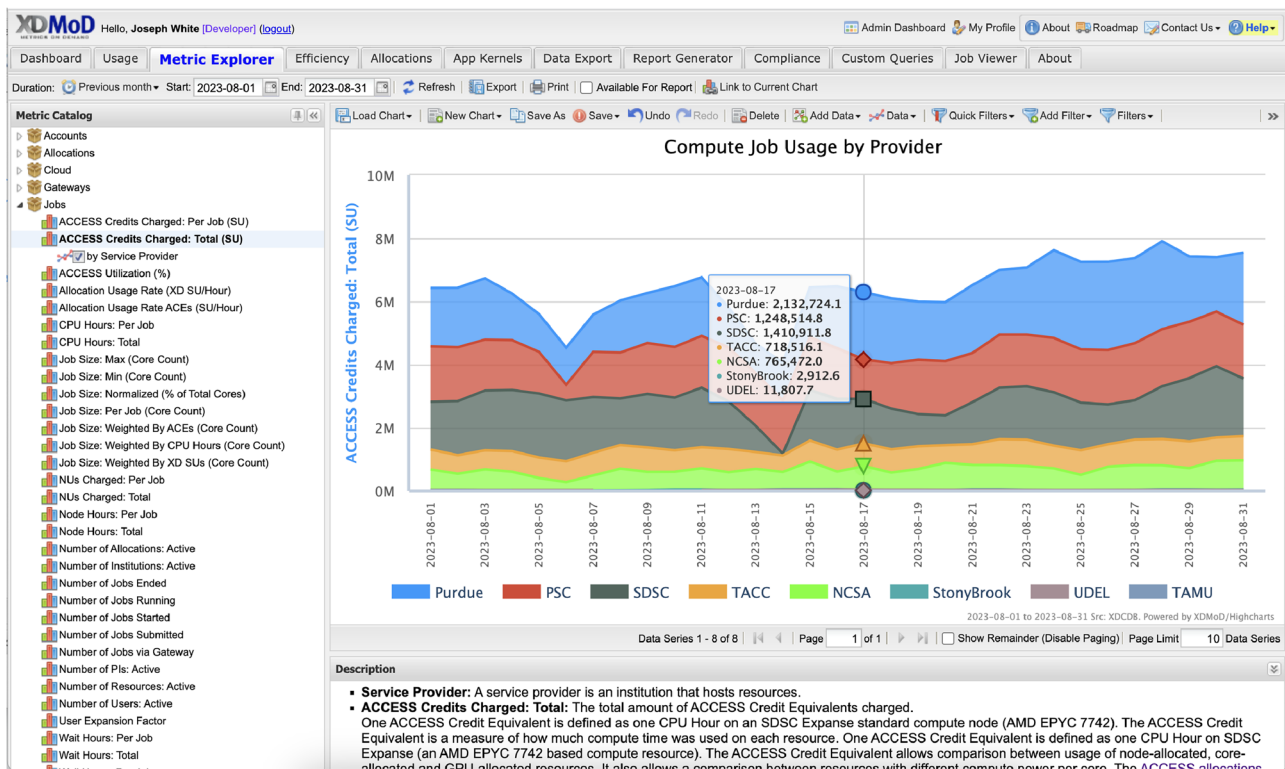 XDMoD Hello, Joseph White [Developer] (logout) Admin Dashboard My Profile About Roadmap Contact Us Help
METRICS ON DEMAND
Dashboard Usage Metric Explorer Efficiency Allocations App Kernels Data Export Report Generator Compliance Custom Queries Job Viewer About
Duration: Previous month Start: 2023-08-01 End: 2023-08-31 Refresh Export Print Available For Report Link to Current Chart
Metric Catalog
Load Chart New Chart Save As Save Undo Redo Delete Add Data Data Quick Filters Add Filter Filters
Accounts
Allocations
Cloud
Gateways
Jobs
ACCESS Credits Charged: Per Job (SU)
ACCESS Credits Charged: Total (SU)
by Service Provider
ACCESS Utilization (%)
Allocation Usage Rate (XD SU/Hour)
Allocation Usage Rate ACEs (SU/Hour)
CPU Hours: Per Job
CPU Hours: Total
Job Size: Max (Core Count)
Job Size: Min (Core Count)
Job Size: Normalized (% of Total Cores)
Job Size: Per Job (Core Count)
Job Size: Weighted By ACEs (Core Count)
Job Size: Weighted By CPU Hours (Core Count)
Job Size: Weighted By XD SUs (Core Count)
NUs Charged: Per Job
NUs Charged: Total
Node Hours: Per Job
Node Hours: Total
Number of Allocations: Active
Number of Institutions: Active
Number of Jobs Ended
Number of Jobs Running
Number of Jobs Started
Number of Jobs Submitted
Number of Jobs via Gateway
Number of PIs: Active
Number of Resources: Active
Number of Users: Active
User Expansion Factor
Wait Hours: Per Job
Wait Hours: Total
Compute Job Usage by Provider
ACCESS Credits Charged: Total (SU)
10M
8M
6M
4M
2M
0M
2023-08-17
Purdue: 2,132,724.1
PSC: 1,248,514.8
SDSC: 1,410,911.8
TACC: 718,516.1
NCSA: 765,472.0
StonyBrook: 2,912.6
UDEL: 11,807.7
2023-08-01
2023-08-03
2023-08-05
2023-08-07
2023-08-09
2023-08-11
2023-08-13
2023-08-15
2023-08-17
2023-08-19
2023-08-21
2023-08-23
2023-08-25
2023-08-27
2023-08-29
2023-08-31
Purdue PSC SDSC TACC NCSA StonyBrook UDEL TAMU
2023-08-01 to 2023-08-31 Src: XDCDB. Powered by XDMoD/Highcharts
Data Series 1 - 8 of 8 Page 1 of 1 Show Remainder (Disable Paging) Page Limit 10 Data Series
Description
Service Provider: A service provider is an institution that hosts resources.
ACCESS Credits Charged: Total: The total amount of ACCESS Credit Equivalents charged.
One ACCESS Credit Equivalent is defined as one CPU Hour on an SDSC Expanse standard compute node (AMD EPYC 7742). The ACCESS Credit
Equivalent is a measure of how much compute time was used on each resource. One ACCESS Credit Equivalent is defined as one CPU Hour on SDSC
Expanse (an AMD EPYC 7742 based compute resource). The ACCESS Credit Equivalent allows comparison between usage of node-allocated, core-
allocated and GPU allocated resources. It also allows a comparison between resources with different compute power per core. The ACCESS allocations